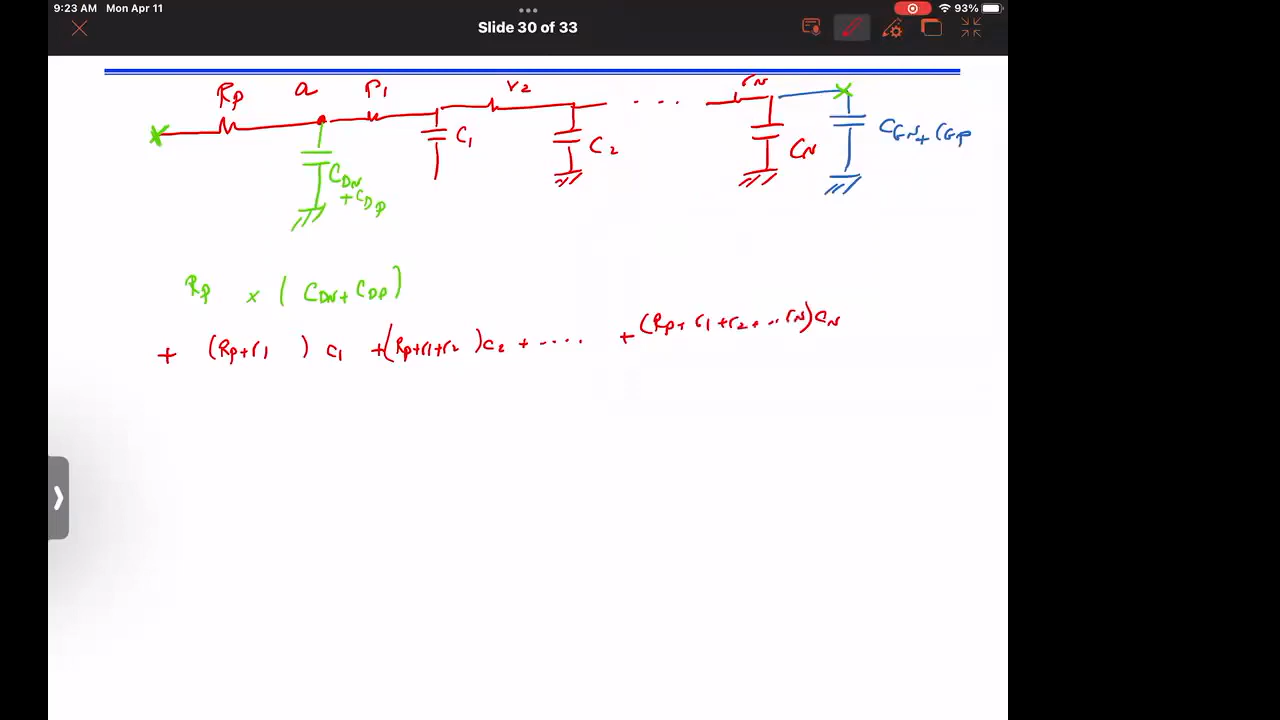 9:23 AM Mon Apr 11
93%
Slide 30 of 33
Rp a r1 r2 rN
C1 C2 ... CN CGN+CGP
CDN
+CDP
Rp × (CDN+CDP)
+ (Rp+r1 ) C1 +(Rp+r1+r2 )C2 + .... +(Rp+r1+r2+...rN)CN